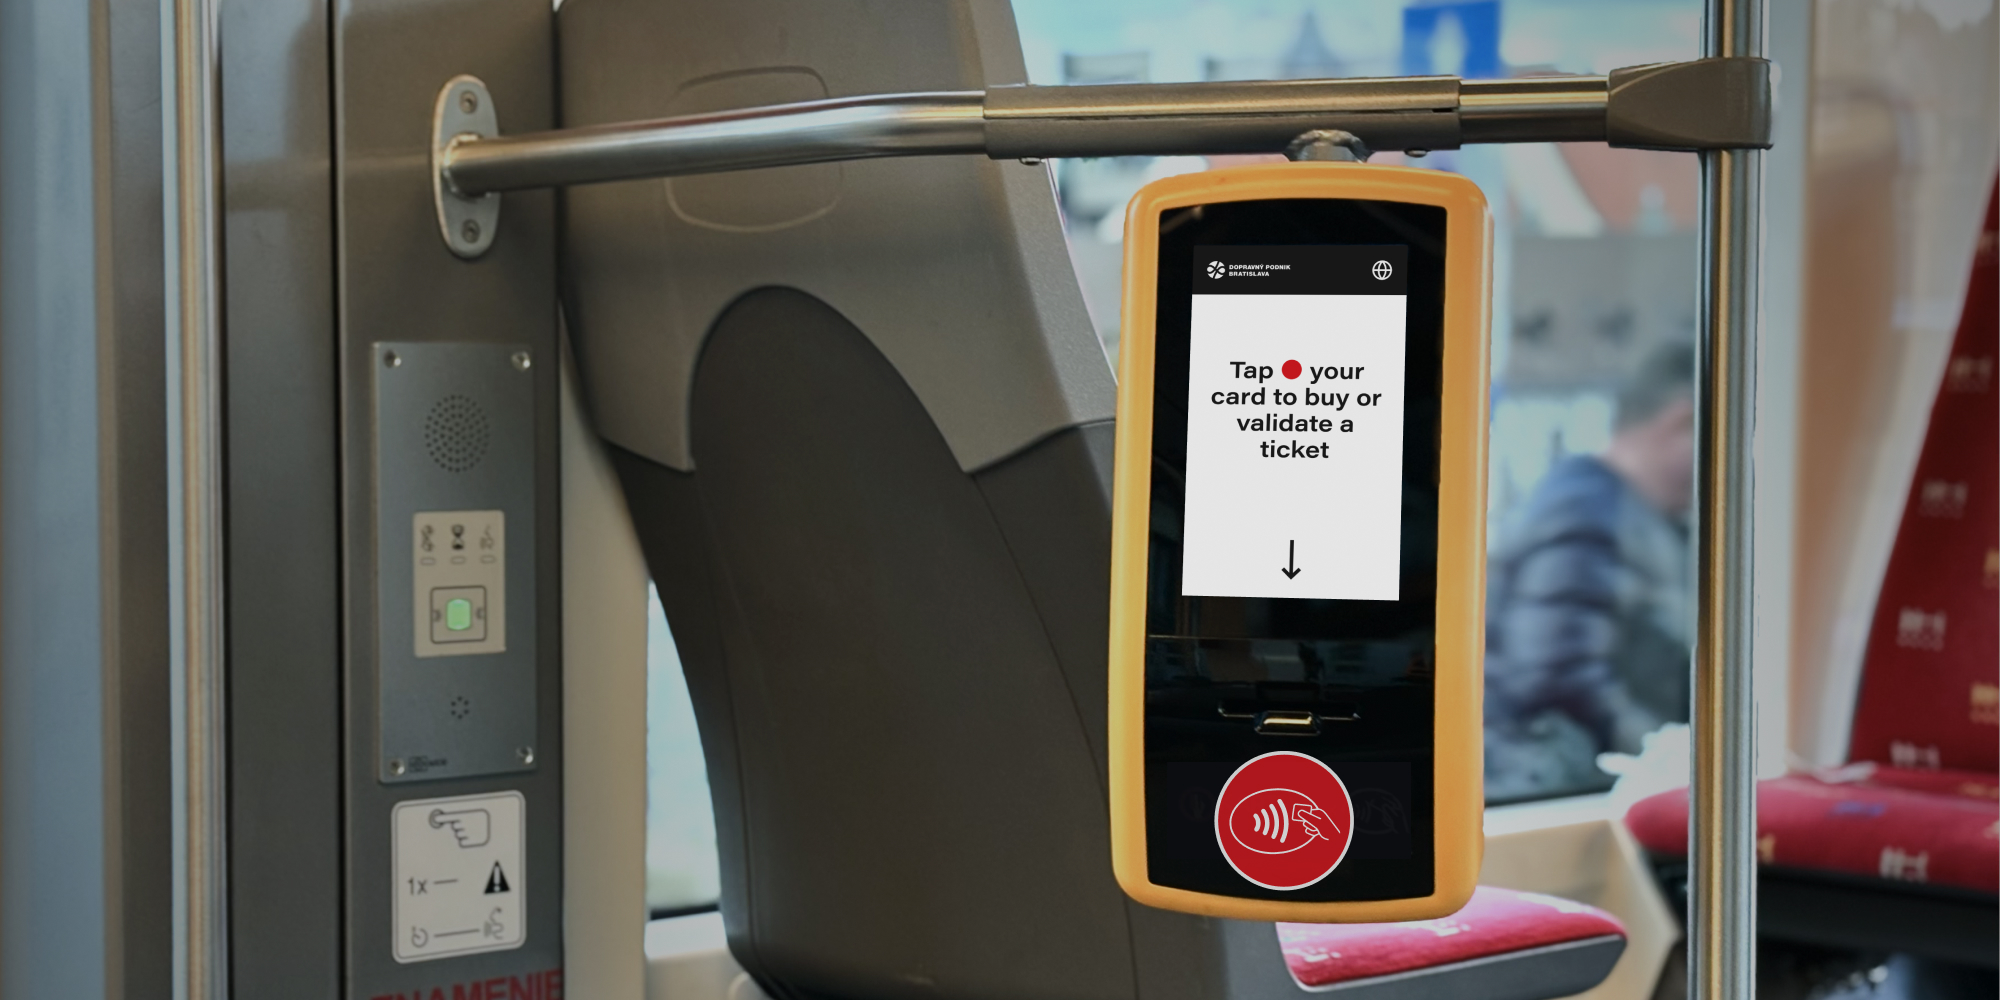 DOPRAVNÝ PODNIK
BRATISLAVA
Tap your
card to buy or
validate a
ticket
1x